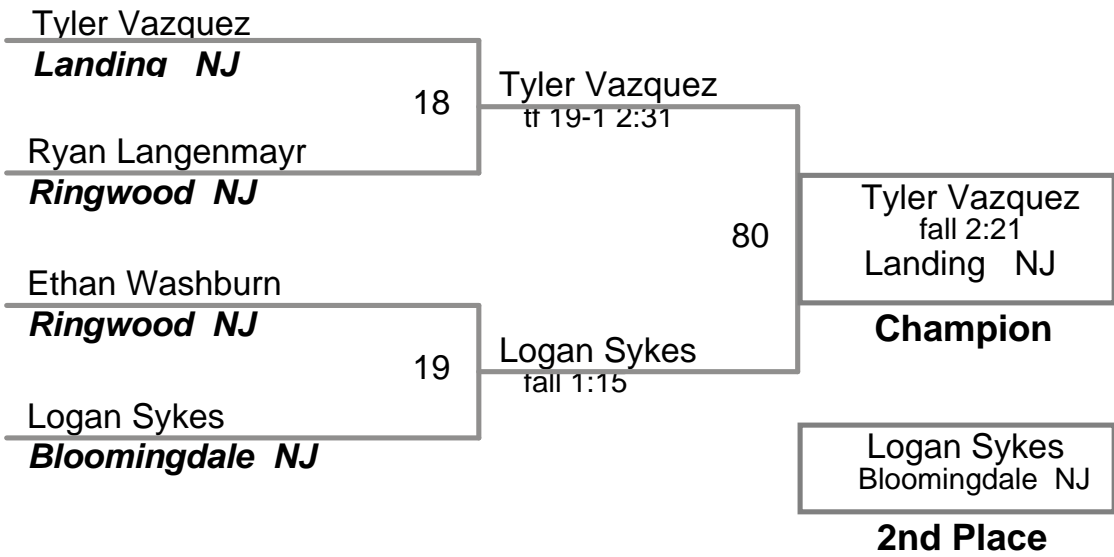 Tyler Vazquez
Landing NJ
18
Ryan Langenmayr
Ringwood NJ
Tyler Vazquez
tf 19-1 2:31
Ethan Washburn
Ringwood NJ
19
Logan Sykes
Bloomingdale NJ
Logan Sykes
fall 1:15
80
Tyler Vazquez
fall 2:21
Landing NJ
Champion
Logan Sykes
Bloomingdale NJ
2nd Place